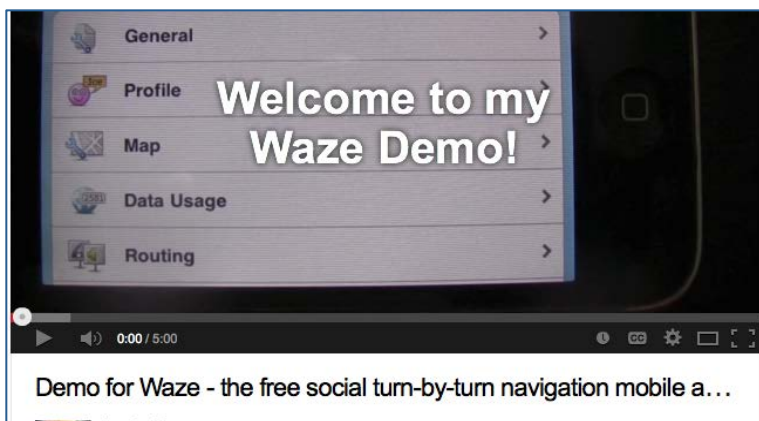 General
Profile
Welcome to my
Map
Waze Demo!
Data Usage
Routing
0:00 / 5:00
CC
Demo for Waze - the free social turn-by-turn navigation mobile a...